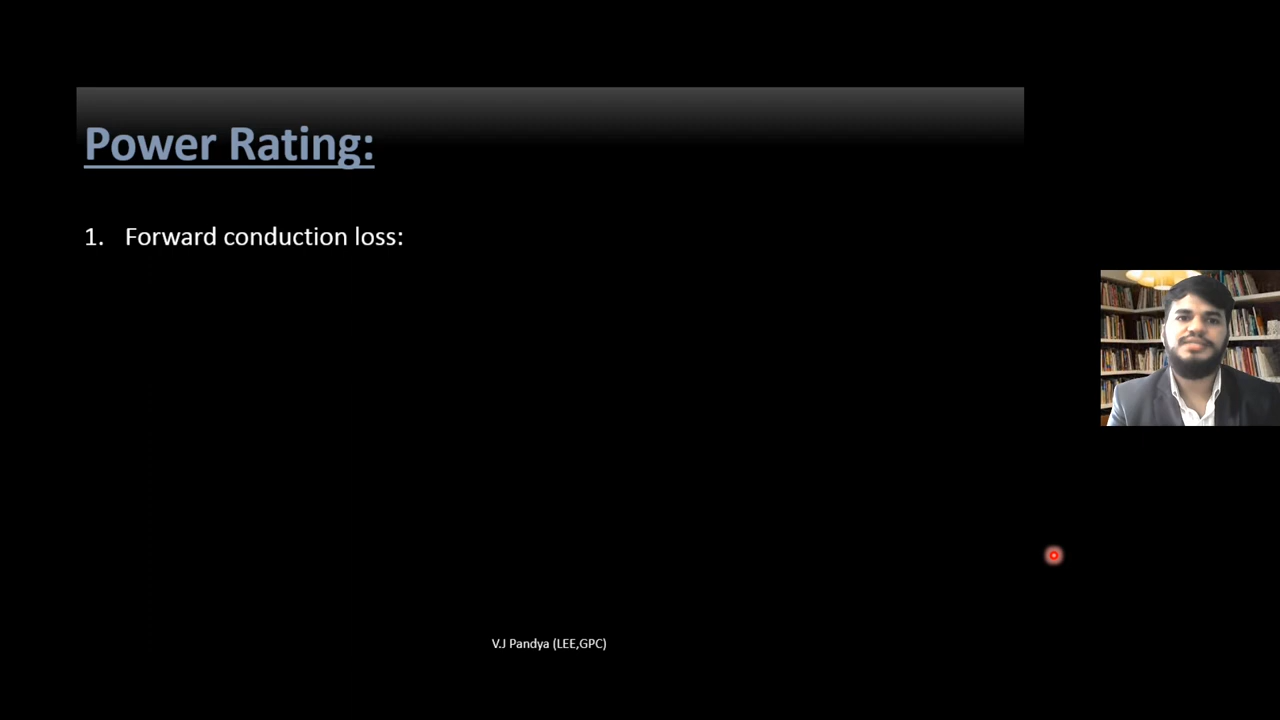 Power Rating:
1. Forward conduction loss:
V.J Pandya (LEE,GPC)